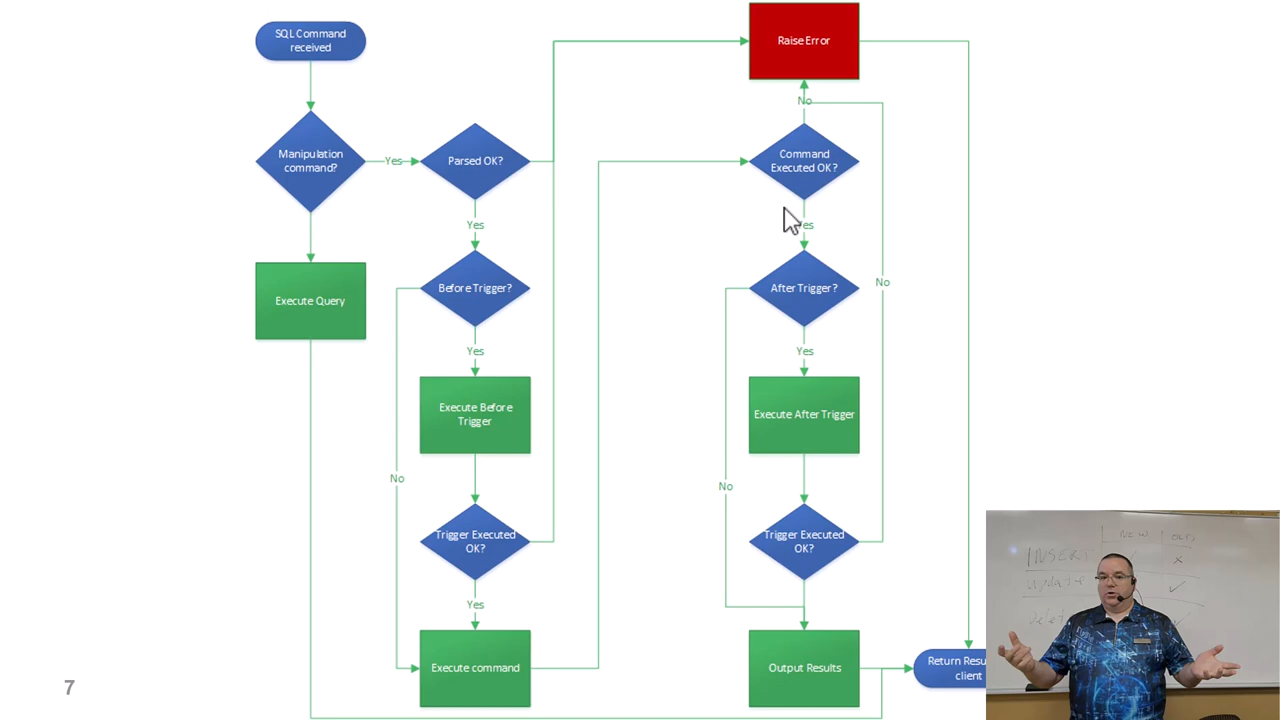 SQL Command
received
Raise Error
No
Manipulation
command?
Yes
Parsed OK?
Command
Executed OK?
Yes
Before Trigger?
After Trigger?
No
Execute Query
Yes
Yes
Execute Before
Trigger
Execute After Trigger
No
No
Trigger Executed
OK?
Trigger Executed
OK?
Yes
Execute command
Output Results
Return Resu
client
7
INSERT